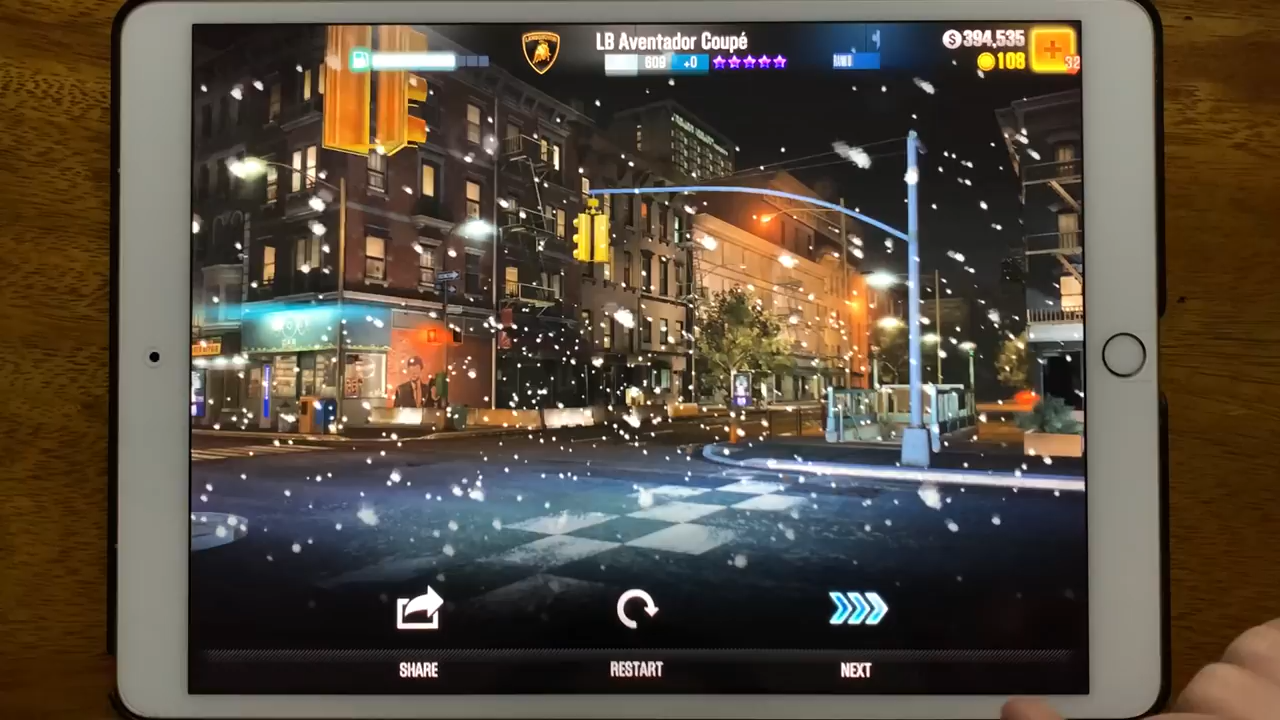 LB Aventador Coupé
609 +0
394,535
108
32
SHARE
RESTART
NEXT